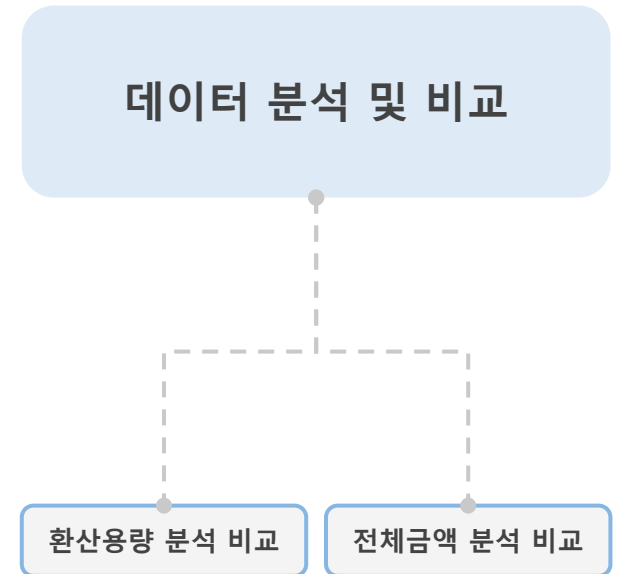 데이터 분석 및 비교
환산용량 분석 비교
전체금액 분석 비교